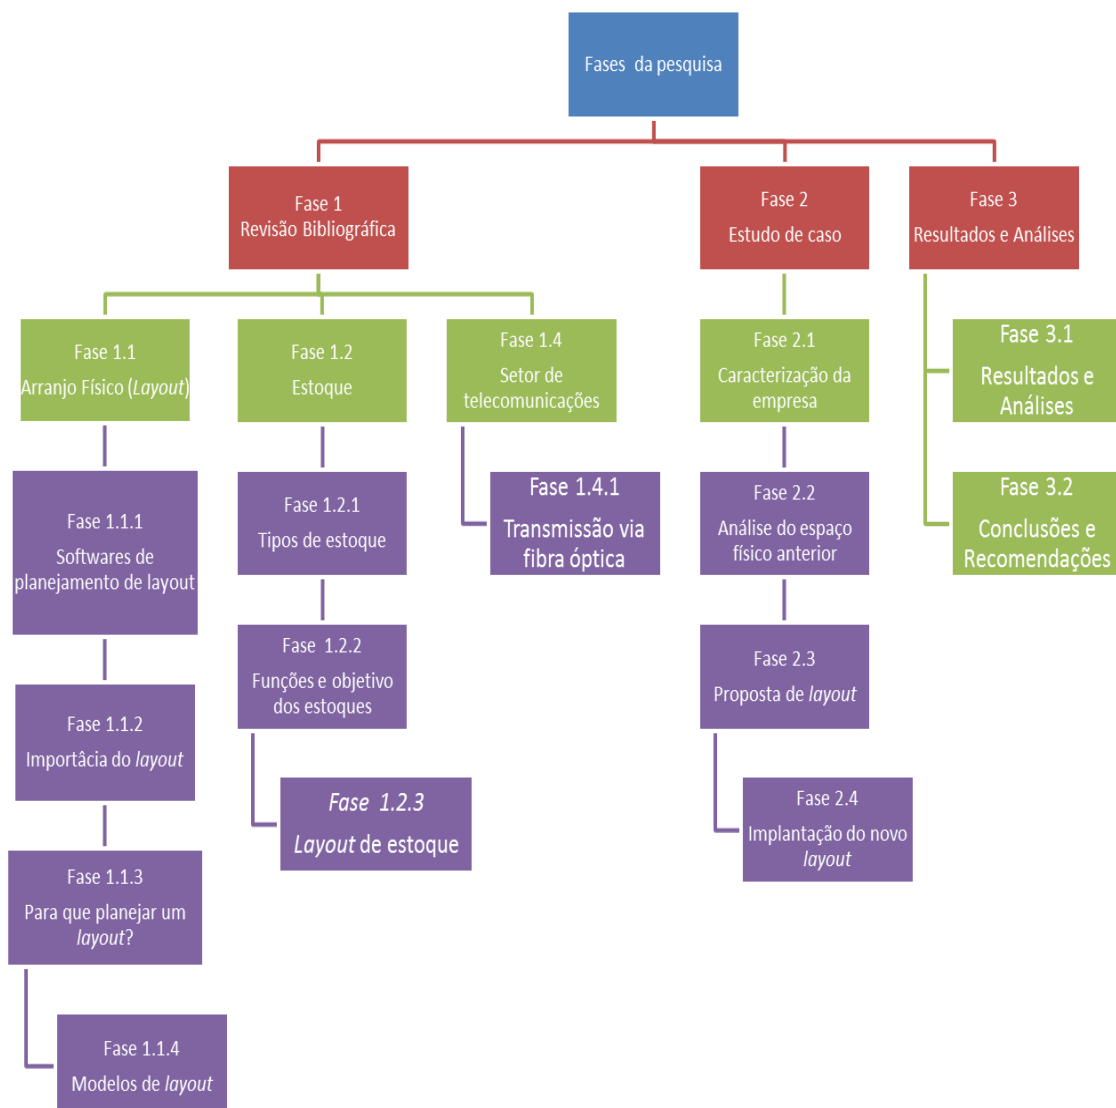 Fases da pesquisa
Fase 1
Revisão Bibliográfica
Fase 2
Estudo de caso
Fase 3
Resultados e Análises
Fase 1.1
Arranjo Físico (Layout)
Fase 1.2
Estoque
Fase 1.4
Setor de
telecomunicações
Fase 2.1
Caracterização da
empresa
Fase 3.1
Resultados e
Análises
Fase 1.1.1
Softwares de
planejamento de layout
Fase 1.2.1
Tipos de estoque
Fase 1.4.1
Transmissão via
fibra óptica
Fase 2.2
Análise do espaço
físico anterior
Fase 3.2
Conclusões e
Recomendações
Fase 1.1.2
Importâcia do layout
Fase 1.2.2
Funções e objetivo
dos estoques
Fase 2.3
Proposta de layout
Fase 1.2.3
Layout de estoque
Fase 2.4
Implantação do novo
layout
Fase 1.1.3
Para que planejar um
layout?
Fase 1.1.4
Modelos de layout